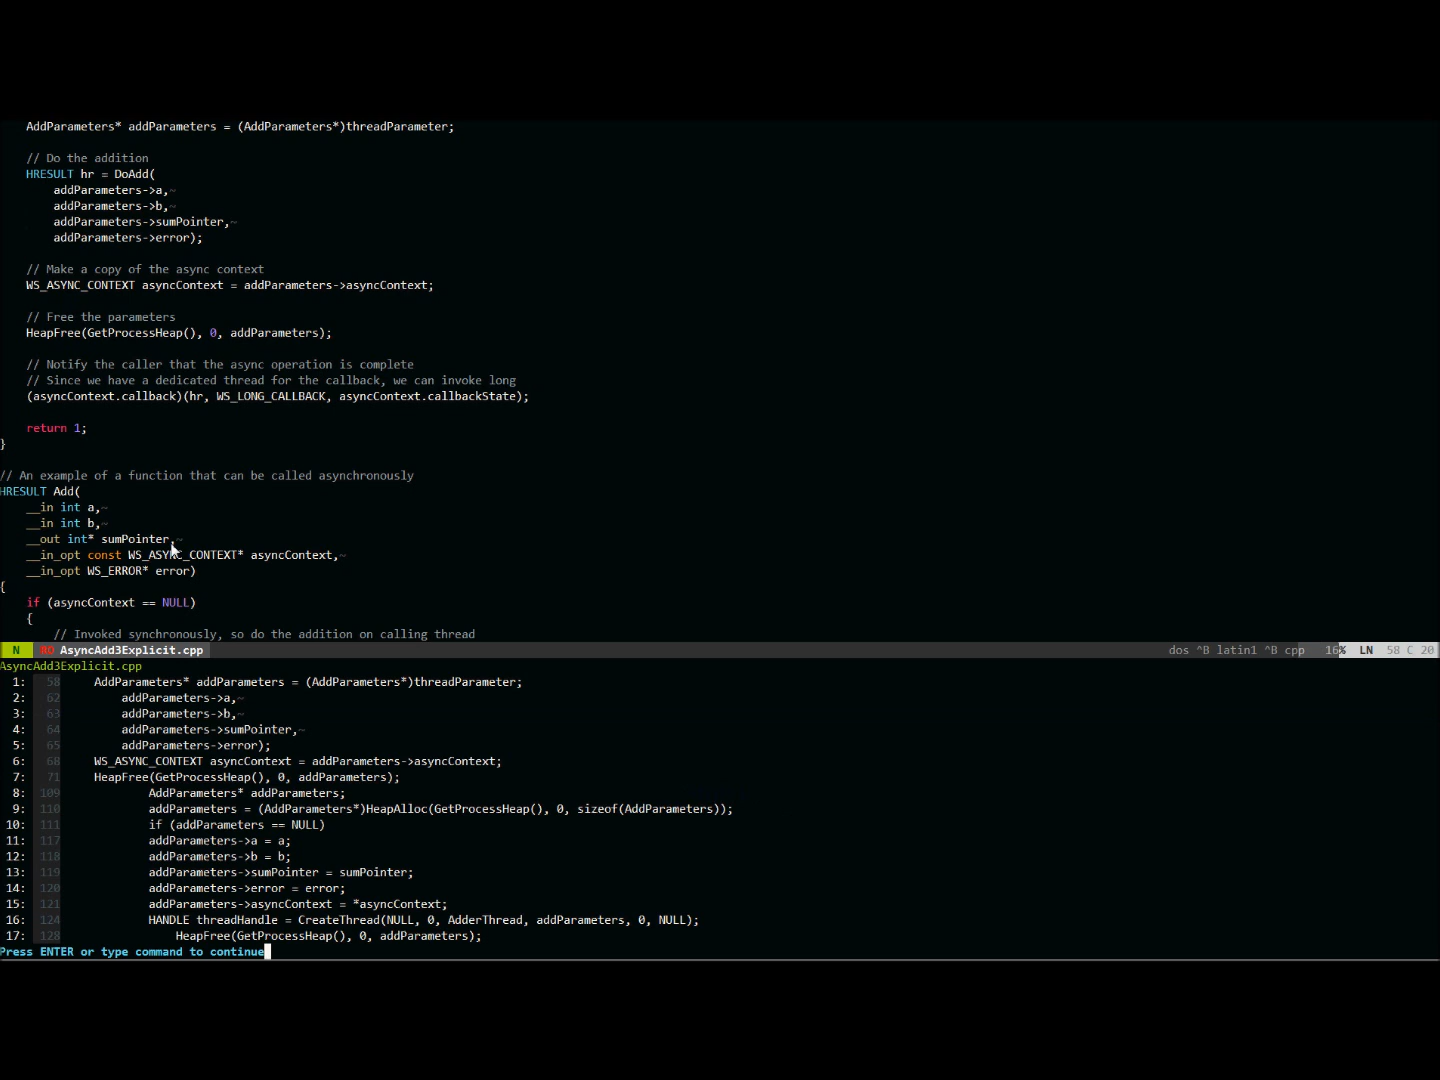 AddParameters* addParameters = (AddParameters*)threadParameter;
    // Do the addition
    HRESULT hr = DoAdd(
        addParameters->a,~
        addParameters->b,~
        addParameters->sumPointer,~
        addParameters->error);
    // Make a copy of the async context
    WS_ASYNC_CONTEXT asyncContext = addParameters->asyncContext;
    // Free the parameters
    HeapFree(GetProcessHeap(), 0, addParameters);
    // Notify the caller that the async operation is complete
    // Since we have a dedicated thread for the callback, we can invoke long
    (asyncContext.callback)(hr, WS_LONG_CALLBACK, asyncContext.callbackState);
    return 1;
}
// An example of a function that can be called asynchronously
HRESULT Add(
    __in int a,~
    __in int b,~
    __out int* sumPointer,~
    __in_opt const WS_ASYNC_CONTEXT* asyncContext,~
    __in_opt WS_ERROR* error)
{
    if (asyncContext == NULL)
    {
        // Invoked synchronously, so do the addition on calling thread
N RO AsyncAdd3Explicit.cpp dos ^B latin1 ^B cpp 16% LN 58 C 20
AsyncAdd3Explicit.cpp
1: 58 AddParameters* addParameters = (AddParameters*)threadParameter;
2: 62 addParameters->a,~
3: 63 addParameters->b,~
4: 64 addParameters->sumPointer,~
5: 65 addParameters->error);
6: 68 WS_ASYNC_CONTEXT asyncContext = addParameters->asyncContext;
7: 71 HeapFree(GetProcessHeap(), 0, addParameters);
8: 109 AddParameters* addParameters;
9: 110 addParameters = (AddParameters*)HeapAlloc(GetProcessHeap(), 0, sizeof(AddParameters));
10: 111 if (addParameters == NULL)
11: 117 addParameters->a = a;
12: 118 addParameters->b = b;
13: 119 addParameters->sumPointer = sumPointer;
14: 120 addParameters->error = error;
15: 121 addParameters->asyncContext = *asyncContext;
16: 124 HANDLE threadHandle = CreateThread(NULL, 0, AdderThread, addParameters, 0, NULL);
17: 128 HeapFree(GetProcessHeap(), 0, addParameters);
Press ENTER or type command to continue